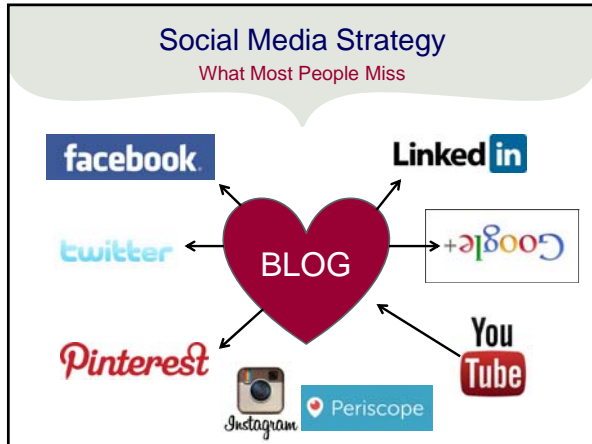 Social Media Strategy
What Most People Miss
facebook.
Linked in
twitter
BLOG
Google+
Pinterest
You
Tube
Instagram
Periscope